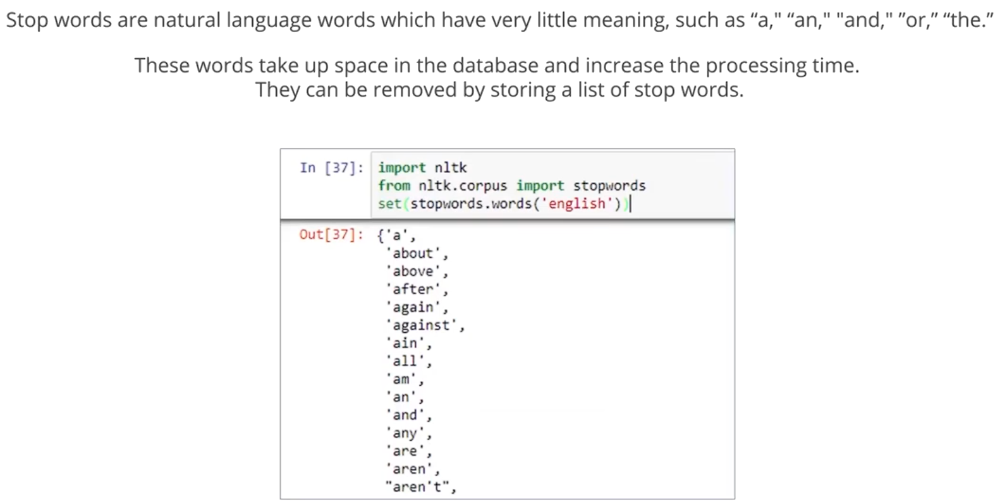 Stop words are natural language words which have very little meaning, such as “a," “an," "and," ”or,” “the.”
These words take up space in the database and increase the processing time.
They can be removed by storing a list of stop words.
In [37]: import nltk
from nltk.corpus import stopwords
set(stopwords.words('english'))
Out[37]: {'a',
'about',
'above',
'after',
'again',
'against',
'ain',
'all',
'am',
'an',
'and',
'any',
'are',
'aren',
"aren't",